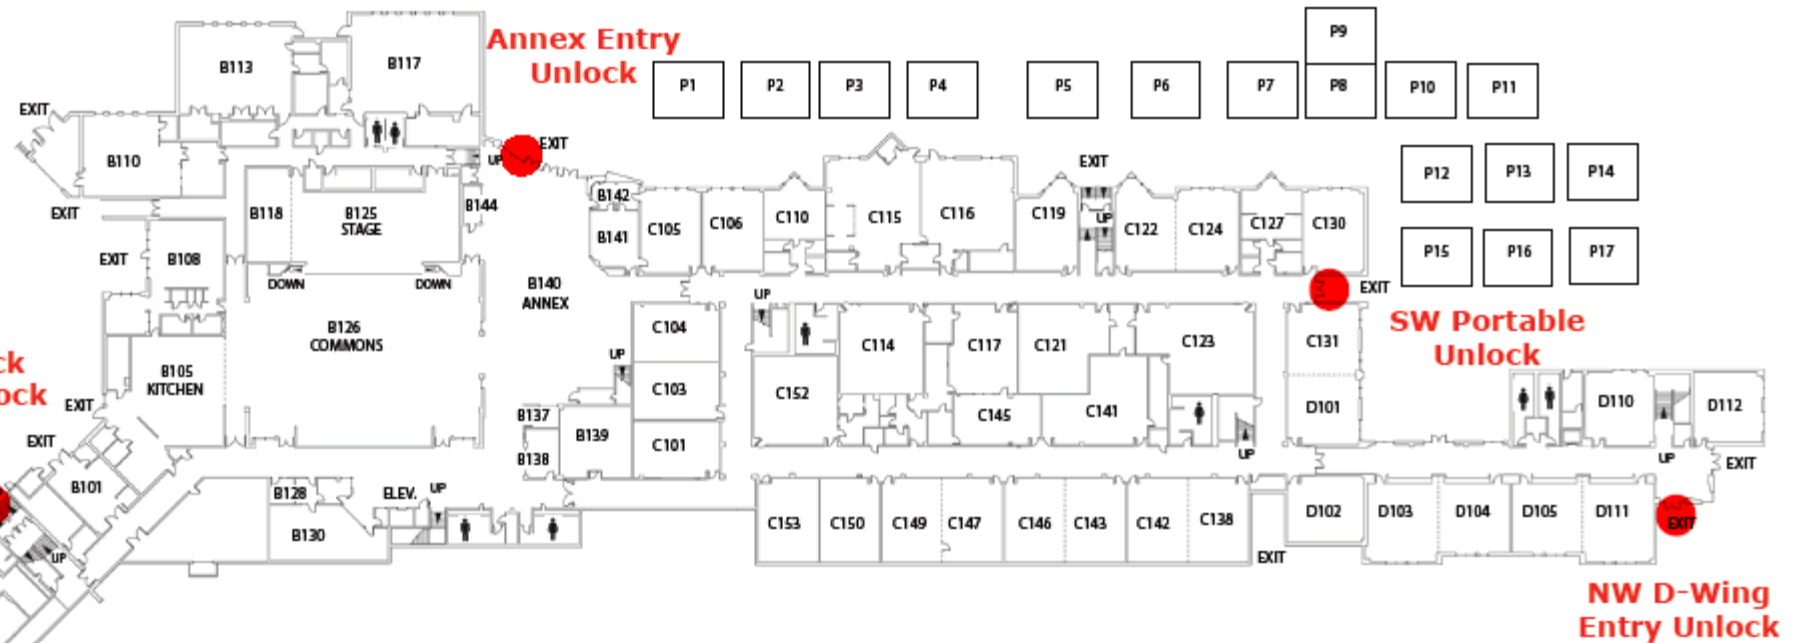 Annex Entry
Unlock
P9
B113
B117
P1
P2
P3
P4
P5
P6
P7
P8
P10
P11
EXIT
B110
UP
EXIT
EXIT
P12
P13
P14
EXIT
B118
B125
STAGE
B144
B142
B141
C105
C106
C110
C115
C116
C119
UP
C122
C124
C127
C130
P15
P16
P17
EXIT
B108
DOWN
DOWN
B140
ANNEX
EXIT
SW Portable
Unlock
B126
COMMONS
UP
C104
C114
C117
C121
C123
C131
ck
ock
B105
KITCHEN
UP
C103
C152
C145
C141
D101
D110
D112
EXIT
B137
B139
B138
C101
EXIT
UP
UP
EXIT
B101
B128
ELEV.
UP
B130
C153
C150
C149
C147
C146
C143
C142
C138
D102
D103
D104
D105
D111
EXIT
UP
EXIT
NW D-Wing
Entry Unlock